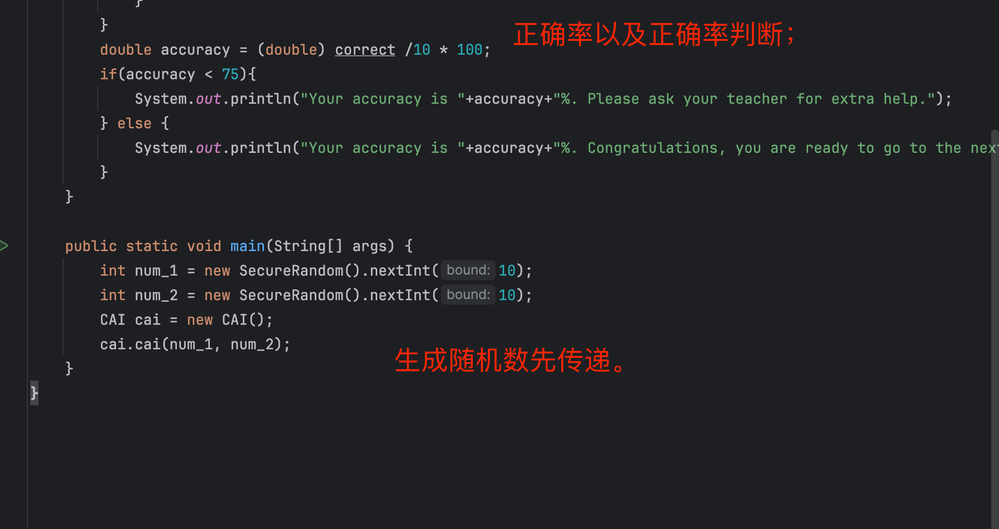 }
}
正确率以及正确率判断；
double accuracy = (double) correct /10 * 100;
if(accuracy < 75){
System.out.println("Your accuracy is "+accuracy+"%. Please ask your teacher for extra help.");
} else {
System.out.println("Your accuracy is "+accuracy+"%. Congratulations, you are ready to go to the nex
}
}
public static void main(String[] args) {
int num_1 = new SecureRandom().nextInt( bound: 10);
int num_2 = new SecureRandom().nextInt( bound: 10);
CAI cai = new CAI();
cai.cai(num_1, num_2);
生成随机数先传递。
}
}